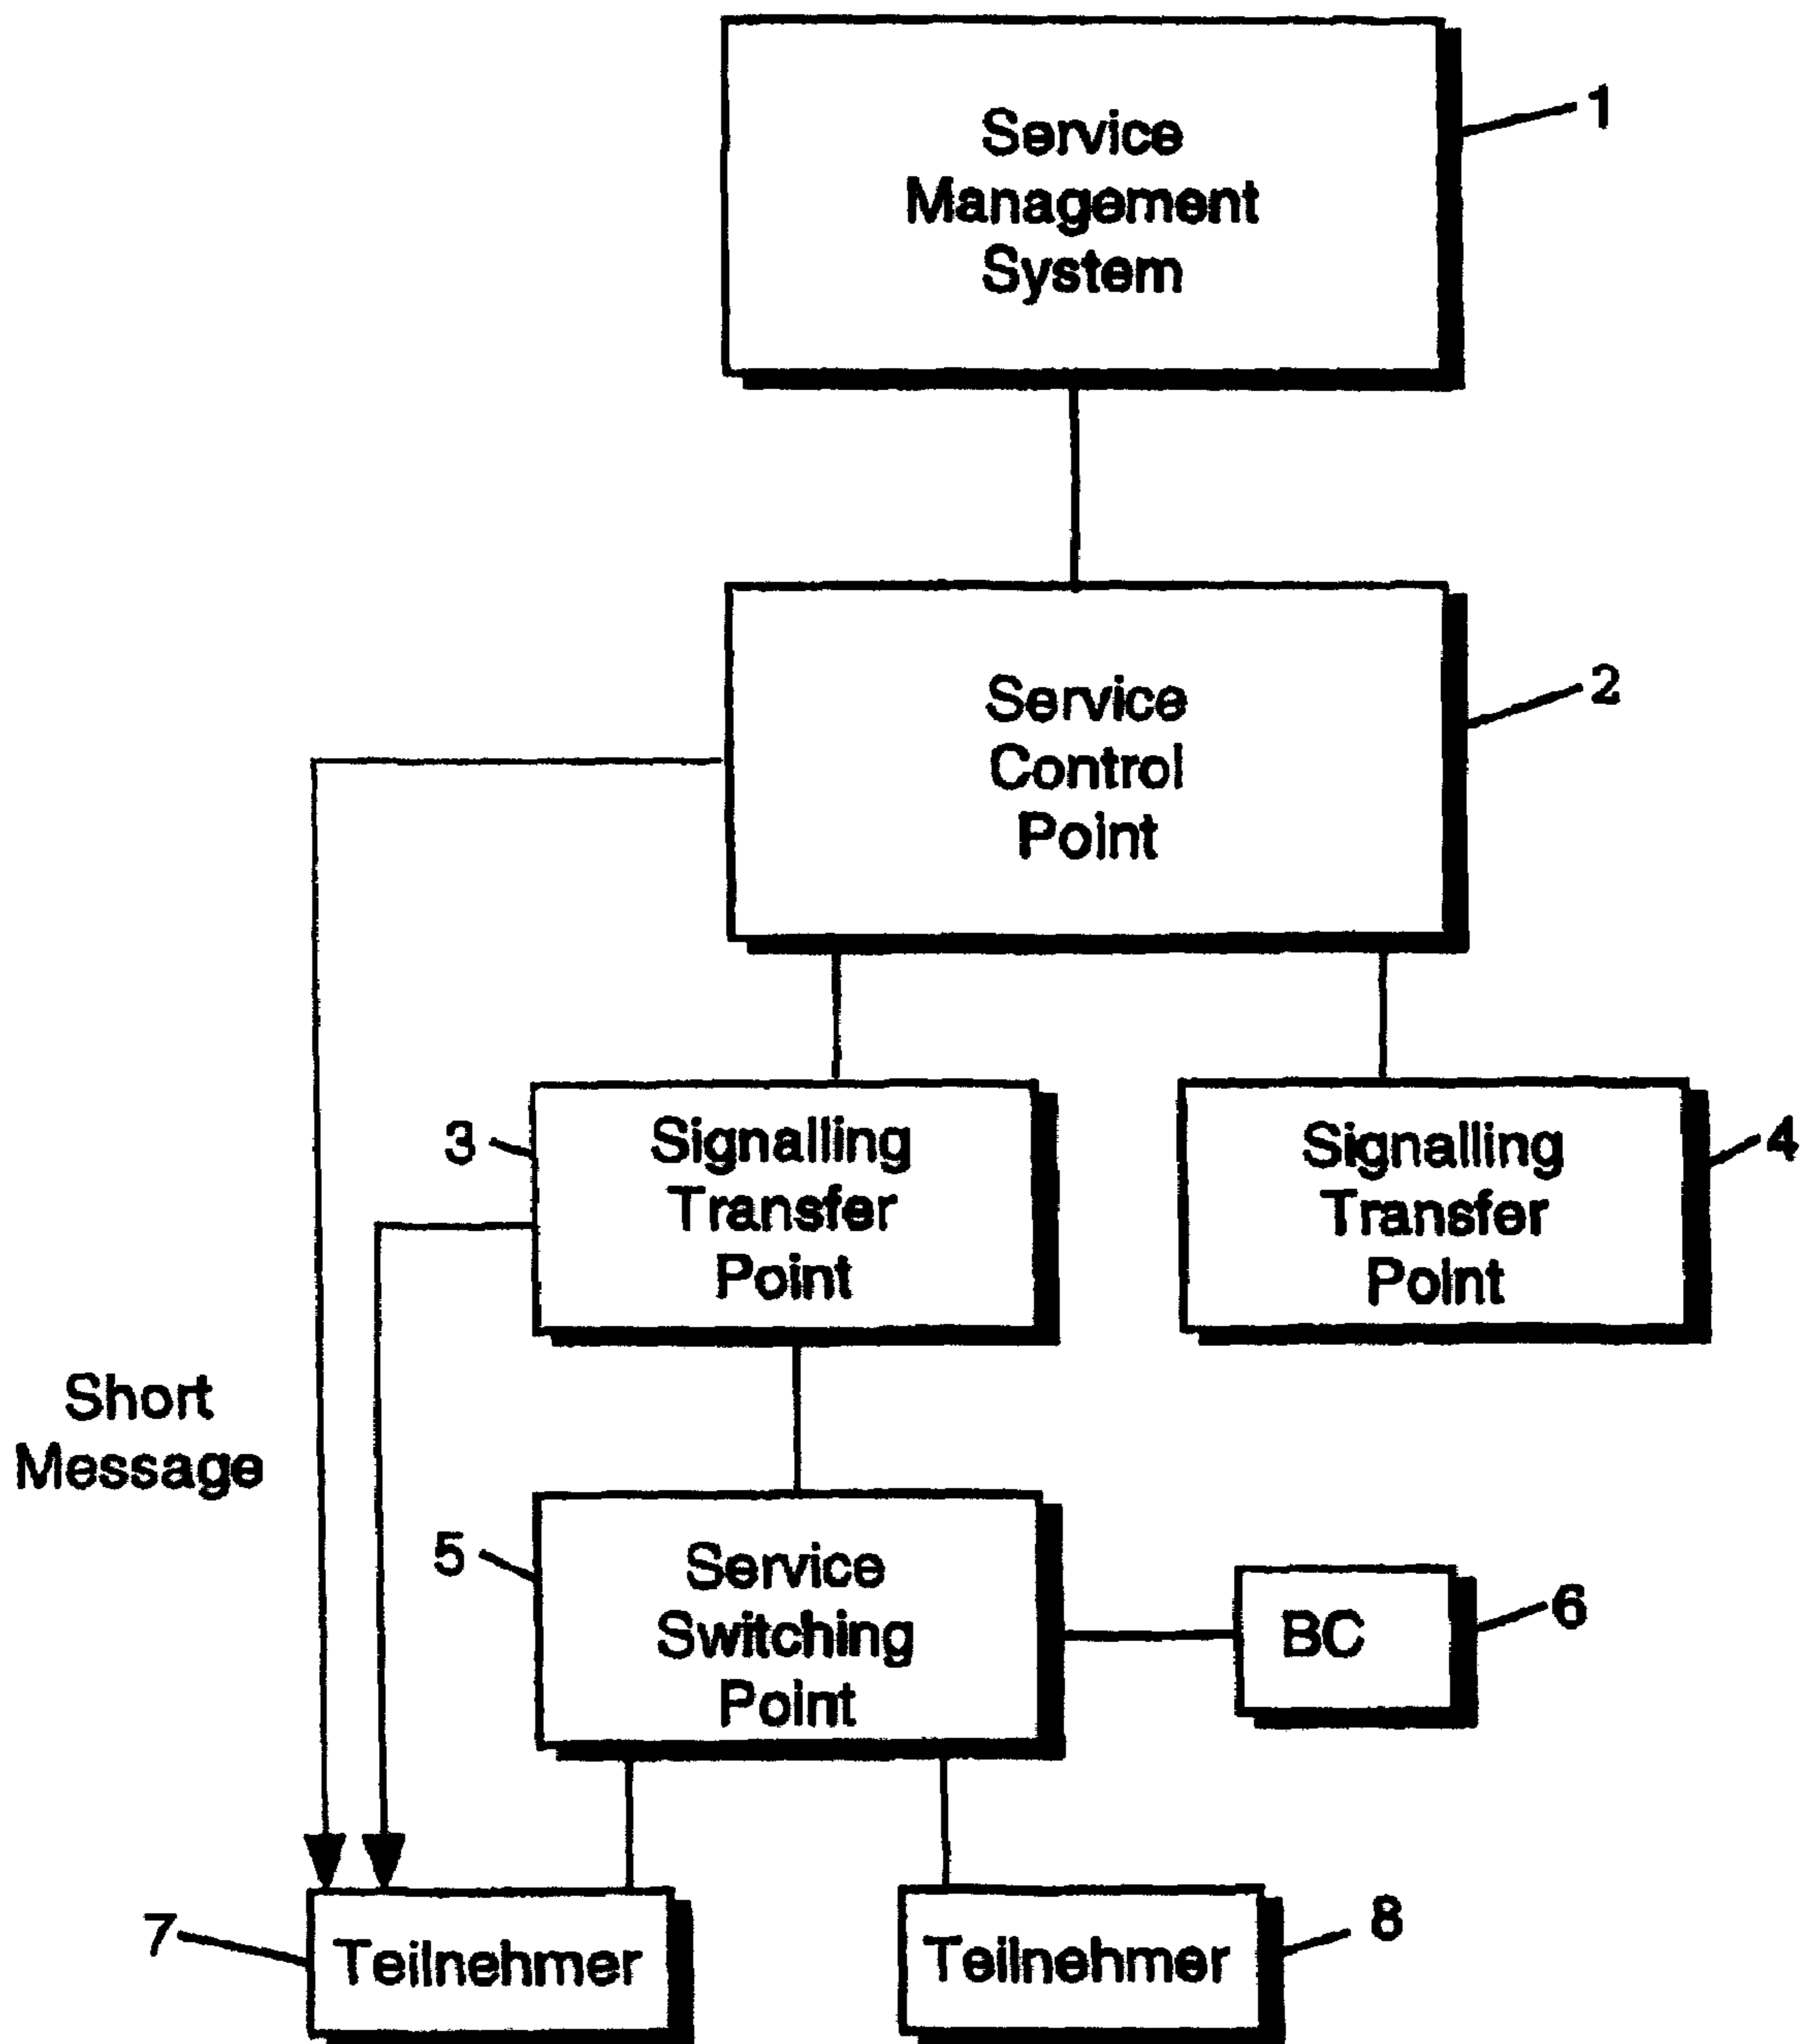 Service
Management
System
1
Service
Control
Point
2
3
Signalling
Transfer
Point
Signalling
Transfer
Point
4
Short
Message
5
Service
Switching
Point
BC
6
7
Teilnehmer
Teilnehmer
8